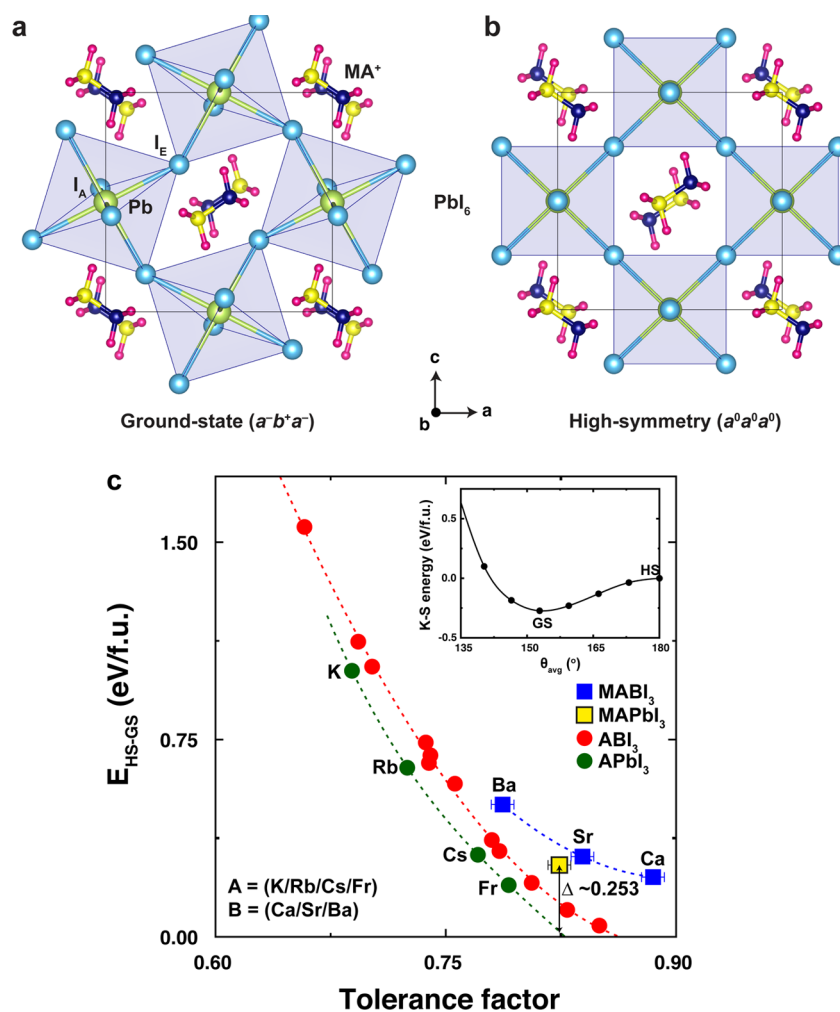 a
b
MA⁺
I_E
I_A
Pb
PbI₆
c
b
a
Ground-state (a⁻b⁺a⁻)
High-symmetry (a⁰a⁰a⁰)
c
E_HS-GS (eV/f.u.)
1.50
0.75
0.00
0.60
0.75
0.90
Tolerance factor
K-S energy (eV/f.u.)
0.5
0.0
-0.5
HS
GS
135
150
165
180
θ_avg (°)
MABI₃
MAPbI₃
ABI₃
APbI₃
K
Rb
Cs
Fr
Ba
Sr
Ca
Δ ~0.253
A = (K/Rb/Cs/Fr)
B = (Ca/Sr/Ba)